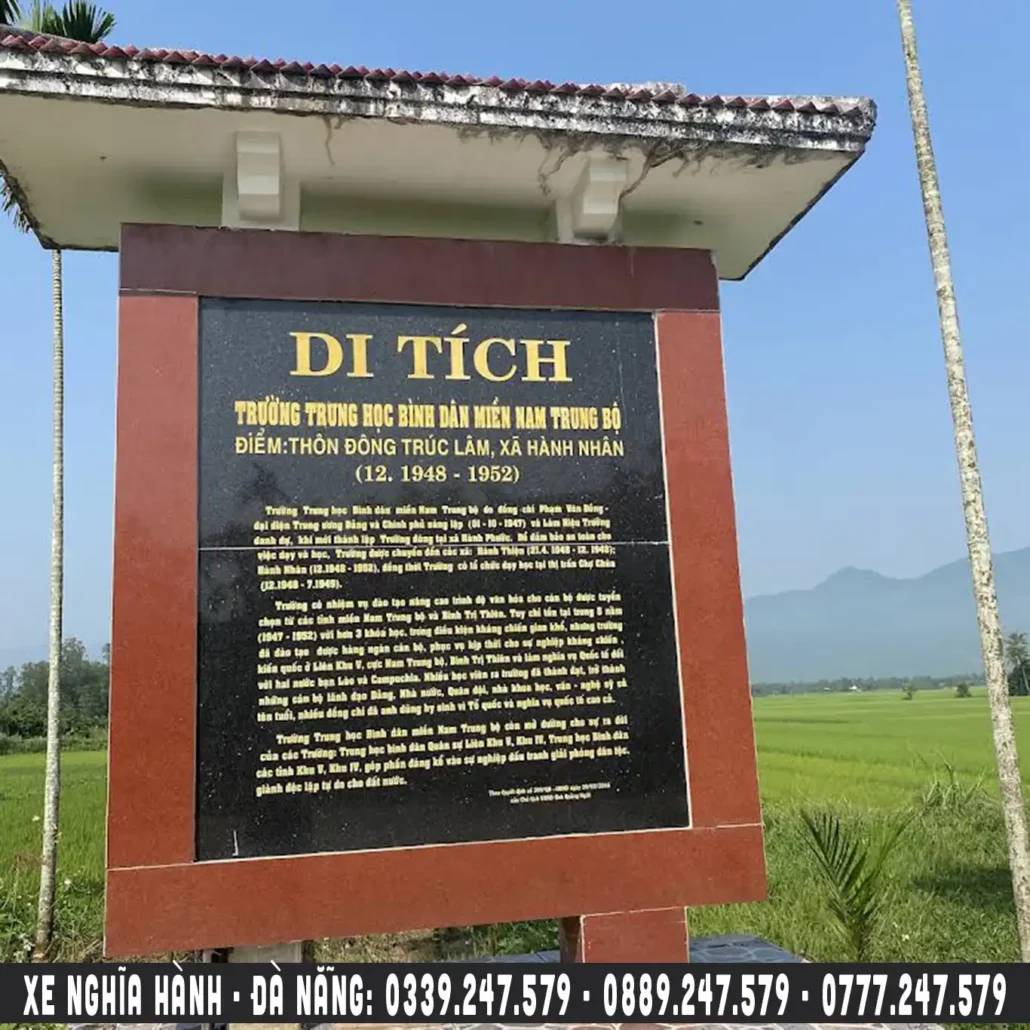 DI TÍCH
TRƯỜNG TRUNG HỌC BÌNH DÂN MIỀN NAM TRUNG BỘ
ĐIỂM:THÔN ĐÔNG TRÚC LÂM, XÃ HÀNH NHÂN
(12. 1948 - 1952)
Trường Trung học Bình dân miền Nam Trung bộ do đồng chí Phạm Văn Đồng -
đại diện Trung ương Đảng và Chính phủ sáng lập (01 - 10 - 1947) và Làm Hiệu Trưởng
danh dự, khi mới thành lập Trường đóng tại xã Hành Phước. Để đảm bảo an toàn cho
việc dạy và học, Trường được chuyển đến các xã: Hành Thiện (21.4. 1948 - 12. 1948);
Hành Nhân (12.1948 - 1952), đồng thời Trường có tổ chức dạy học tại thị trấn Chợ Chùa
(12.1948 - 7.1949).
Trường có nhiệm vụ đào tạo nâng cao trình độ văn hóa cho cán bộ được tuyển
chọn từ các tỉnh miền Nam Trung bộ và Bình Trị Thiên. Tuy chỉ tồn tại trong 5 năm
(1947 - 1952) với hơn 3 khóa học, trong điều kiện kháng chiến gian khổ, nhưng trường
đã đào tạo được hàng ngàn cán bộ, phục vụ kịp thời cho sự nghiệp kháng chiến
kiến quốc ở Liên Khu V, cực Nam Trung bộ, Bình Trị Thiên và làm nghĩa vụ Quốc tế đối
với hai nước bạn Lào và Campuchia. Nhiều học viên ra trường đã thành đạt, trở thành
những cán bộ lãnh đạo Đảng, Nhà nước, Quân đội, nhà khoa học, văn - nghệ sỹ có
tên tuổi, nhiều đồng chí đã anh dũng hy sinh vì Tổ quốc và nghĩa vụ quốc tế cao cả.
Trường Trung học Bình dân miền Nam Trung bộ còn mở đường cho sự ra đời
của các Trường: Trung học bình dân Quân sự Liên Khu V, Khu IV, Trung học Bình dân
các tỉnh Khu V, Khu IV, góp phần đáng kể vào sự nghiệp đấu tranh giải phóng dân tộc,
giành độc lập tự do cho đất nước.
Theo Quyết định số
của Chủ tịch UBND tỉnh Quảng Ngãi
XE NGHĨA HÀNH - ĐÀ NẴNG: 0339.247.579 - 0889.247.579 - 0777.247.579